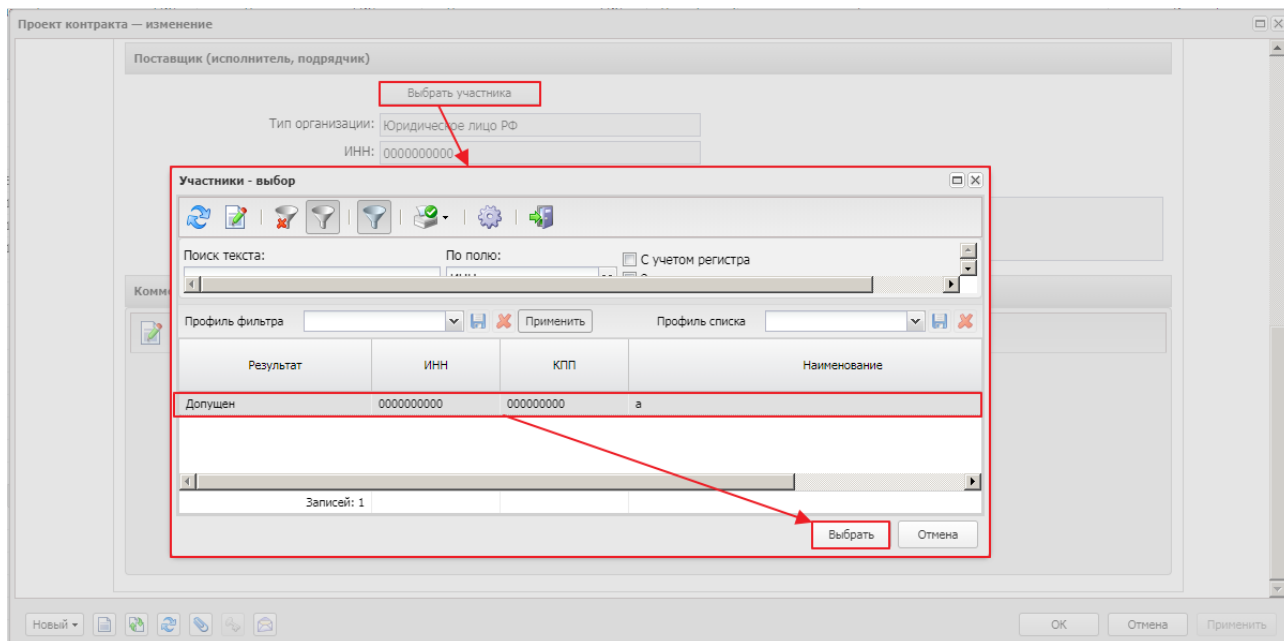 Проект контракта — изменение
Поставщик (исполнитель, подрядчик)
Выбрать участника
Тип организации: Юридическое лицо РФ
ИНН: 0000000000
Участники - выбор
Поиск текста: По полю: С учетом регистра
Профиль фильтра Применить Профиль списка
Результат ИНН КПП Наименование
Допущен 0000000000 000000000 а
Записей: 1
Выбрать Отмена
Новый ОК Отмена Применить